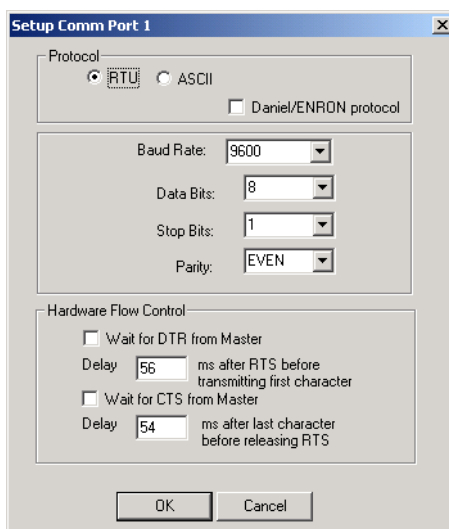 Setup Comm Port 1
Protocol
RTU ASCII
Daniel/ENRON protocol
Baud Rate: 9600
Data Bits: 8
Stop Bits: 1
Parity: EVEN
Hardware Flow Control
Wait for DTR from Master
Delay 56 ms after RTS before
transmitting first character
Wait for CTS from Master
Delay 54 ms after last character
before releasing RTS
OK Cancel